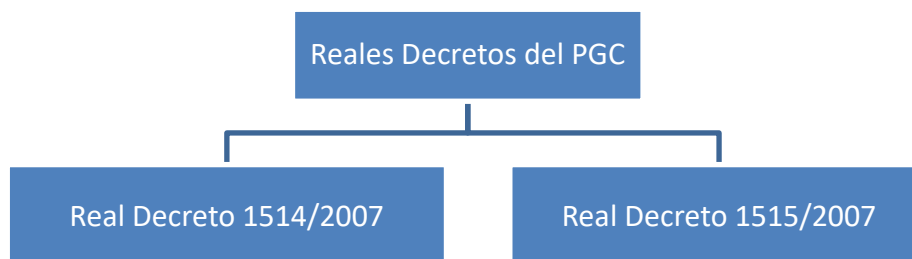 Reales Decretos del PGC
Real Decreto 1514/2007
Real Decreto 1515/2007